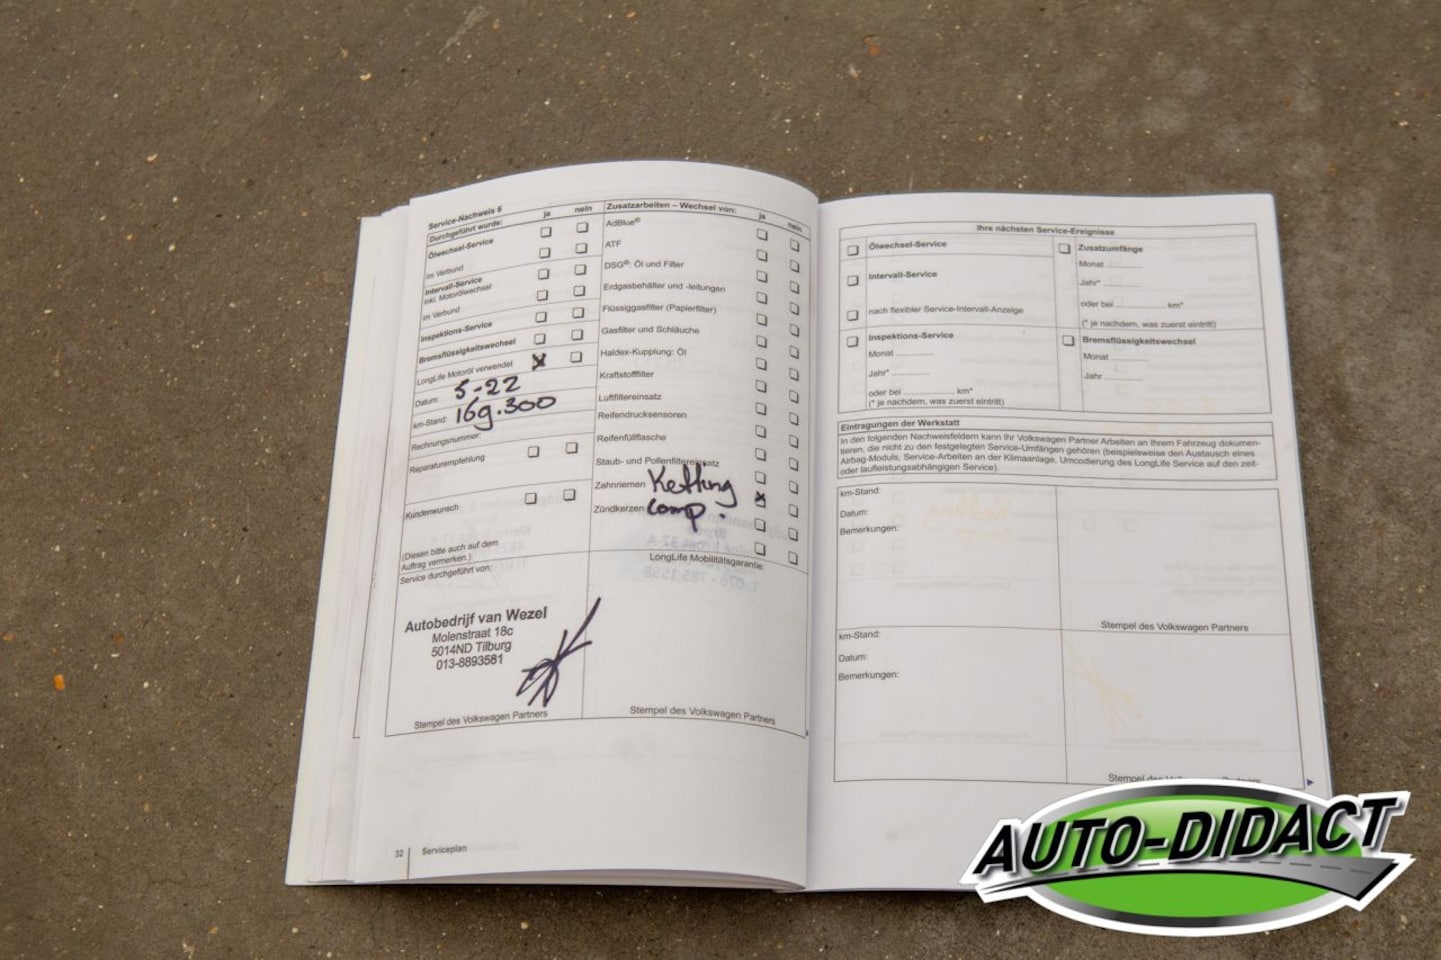 Service-Nachweis 6
Durchgeführt wurde: ja nein
Ölwechsel-Service
im Verbund
Intervall-Service
inkl. Motorölwechsel
im Verbund
Inspektions-Service
Bremsflüssigkeitswechsel
LongLife Motoröl verwendet
Datum: 5-22
km-Stand: 169.300
Rechnungsnummer:
Reparaturempfehlung
Kundenwunsch
(Diesen bitte auch auf dem
Auftrag vermerken.)
Service durchgeführt von:
Autobedrijf van Wezel
Molenstraat 18c
5014ND Tilburg
013-8893581
Stempel des Volkswagen Partners
Zusatzarbeiten – Wechsel von: ja nein
AdBlue®
ATF
DSG®: Öl und Filter
Erdgasbehälter und -leitungen
Flüssiggasfilter (Papierfilter)
Gasfilter und Schläuche
Haldex-Kupplung: Öl
Kraftstofffilter
Luftfiltereinsatz
Reifendrucksensoren
Reifenfüllflasche
Staub- und Pollenfiltereinsatz
Zahnriemen Ketting
Zündkerzen comp.
LongLife Mobilitätsgarantie:
Stempel des Volkswagen Partners
32 Serviceplan
Ihre nächsten Service-Ereignisse
Ölwechsel-Service
Intervall-Service
nach flexibler Service-Intervall-Anzeige
Inspektions-Service
Monat ..............
Jahr* ..............
oder bei ................... km*
(* je nachdem, was zuerst eintritt)
Zusatzumfänge
Monat .............
Jahr* .............
oder bei ................... km*
(* je nachdem, was zuerst eintritt)
Bremsflüssigkeitswechsel
Monat .............
Jahr .............
Eintragungen der Werkstatt
In den folgenden Nachweisfeldern kann Ihr Volkswagen Partner Arbeiten an Ihrem Fahrzeug dokumen-
tieren, die nicht zu den festgelegten Service-Umfängen gehören (beispielsweise den Austausch eines
Airbag-Moduls, Service-Arbeiten an der Klimaanlage, Umcodierung des LongLife Service auf den zeit-
oder laufleistungsabhängigen Service).
km-Stand:
Datum:
Bemerkungen:
Stempel des Volkswagen Partners
km-Stand:
Datum:
Bemerkungen:
Stempel des Volkswagen Partners
AUTO-DIDACT